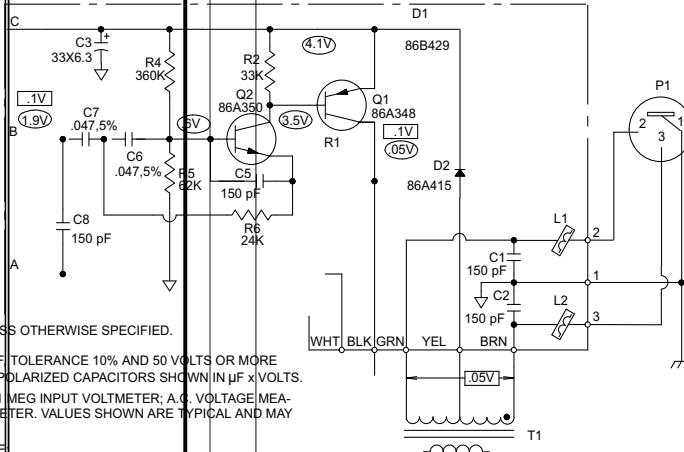 D1
C
C3
33X6.3
+
R4
360K
R2
33K
4.1V
86B429
P1
.1V
1.9V
C7
.047,5%
Q2
86A350
Q1
86A348
.6V
3.5V
.1V
.05V
2
1
3
B
C6
.047,5%
R5
62K
C5
150 pF
R1
D2
86A415
C8
150 pF
R6
24K
L1
2
A
C1
150 pF
1
C2
150 pF
L2
3
SS OTHERWISE SPECIFIED.
WHT BLK GRN YEL BRN
F. TOLERANCE 10% AND 50 VOLTS OR MORE
POLARIZED CAPACITORS SHOWN IN µF x VOLTS.
.05V
MEG INPUT VOLTMETER; A.C. VOLTAGE MEA-
ETER. VALUES SHOWN ARE TYPICAL AND MAY
T1